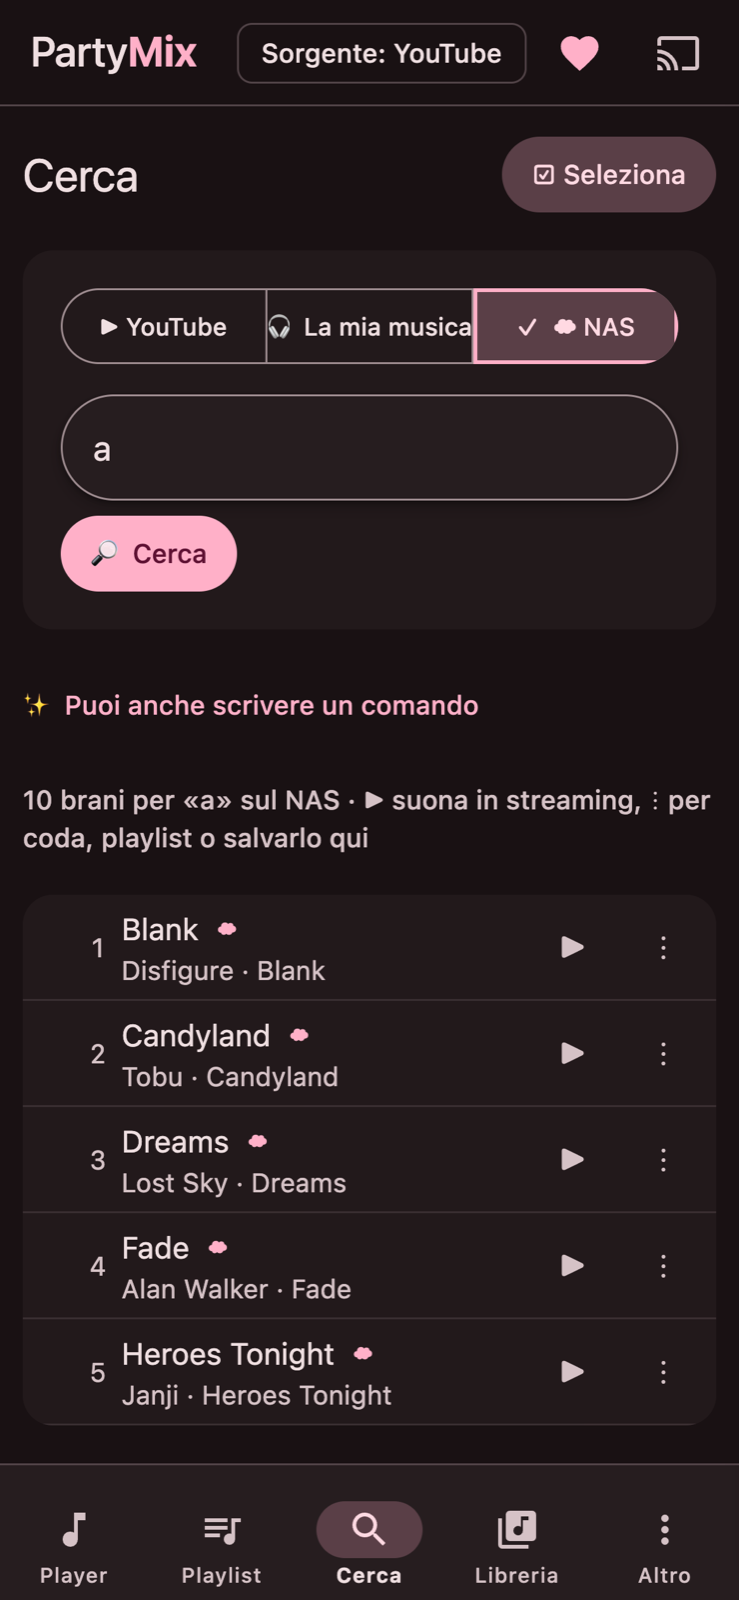 PartyMix
Sorgente: YouTube
Cerca
Seleziona
YouTube
La mia musica
NAS
a
Cerca
Puoi anche scrivere un comando
10 brani per «a» sul NAS · ▶ suona in streaming, ⋮ per
coda, playlist o salvarlo qui
1
Blank
Disfigure · Blank
2
Candyland
Tobu · Candyland
3
Dreams
Lost Sky · Dreams
4
Fade
Alan Walker · Fade
5
Heroes Tonight
Janji · Heroes Tonight
Player
Playlist
Cerca
Libreria
Altro